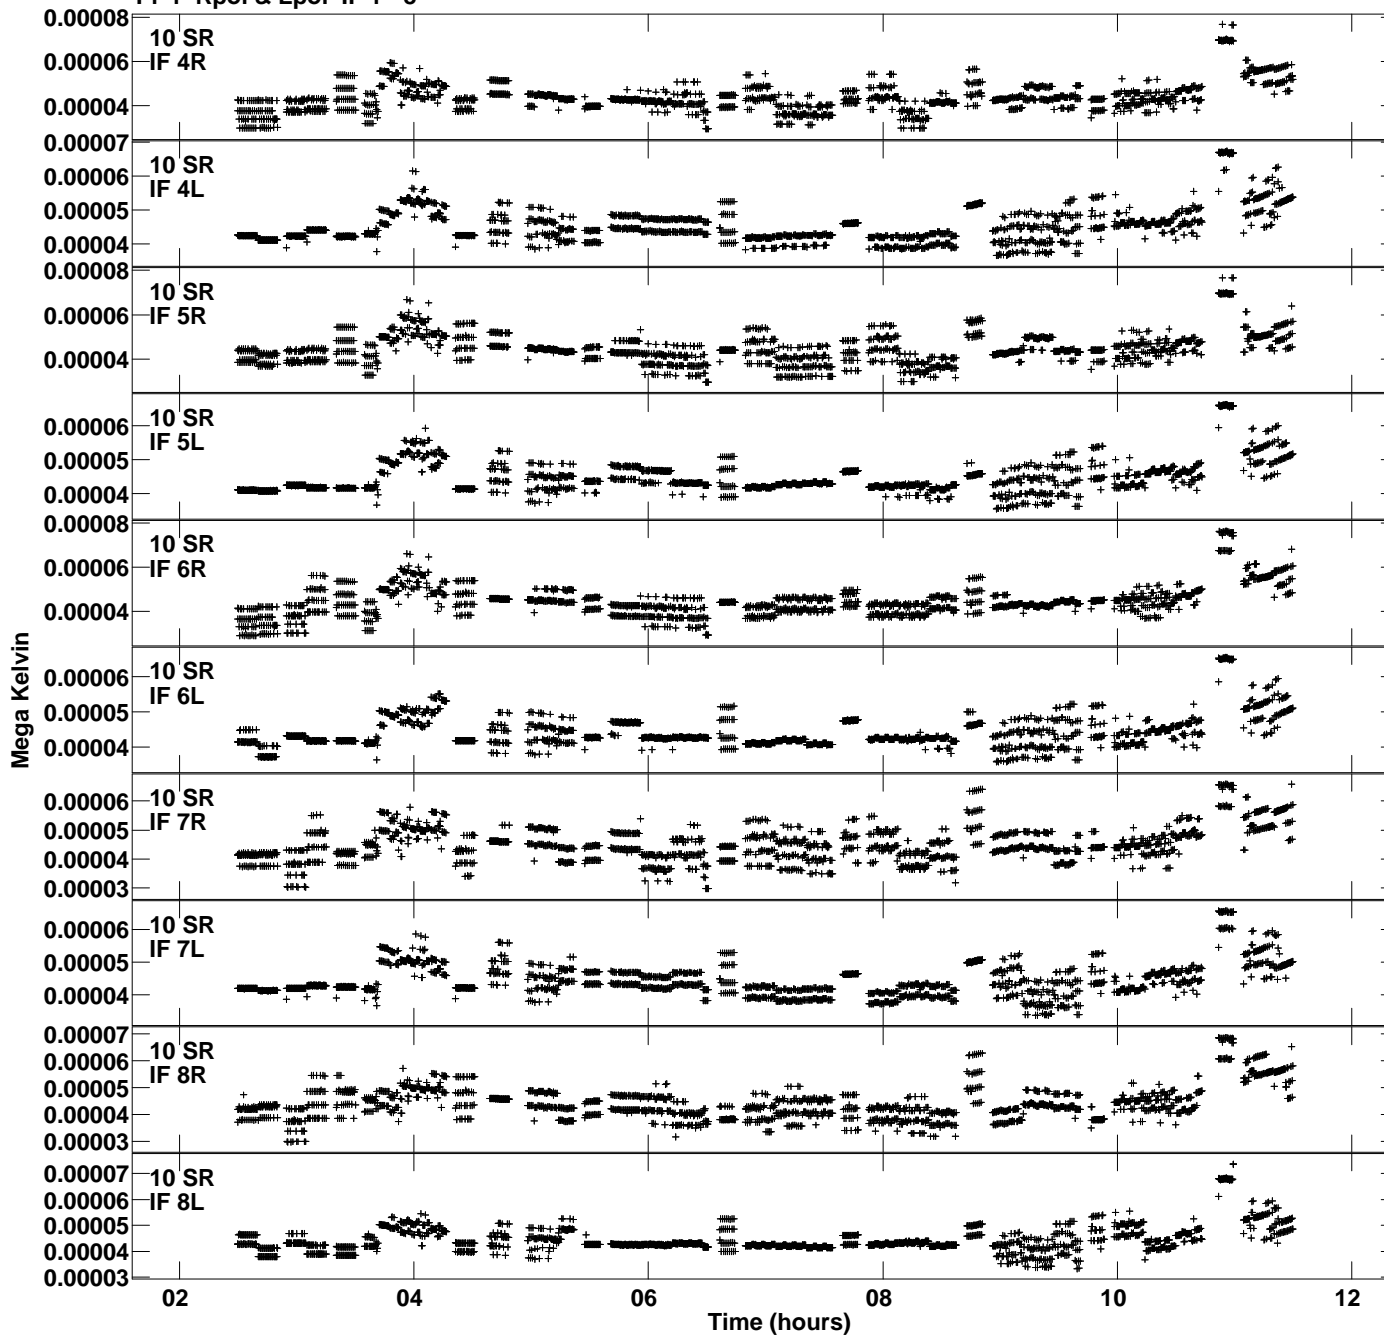 0.00008
10 SR
IF 4R
0.00006
0.00004
0.00007
10 SR
IF 4L
0.00006
0.00005
0.00004
0.00008
10 SR
IF 5R
0.00006
0.00004
10 SR
IF 5L
0.00006
0.00005
0.00004
0.00008
10 SR
IF 6R
0.00006
0.00004
10 SR
IF 6L
0.00006
0.00005
0.00004
10 SR
IF 7R
0.00006
0.00005
0.00004
0.00003
10 SR
IF 7L
0.00006
0.00005
0.00004
0.00007
10 SR
IF 8R
0.00006
0.00005
0.00004
0.00003
10 SR
IF 8L
0.00007
0.00006
0.00005
0.00004
0.00003
Mega Kelvin
02 04 06 08 10 12
Time (hours)